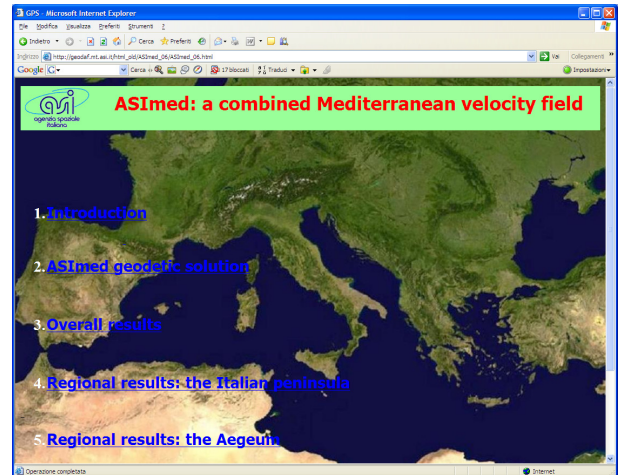 GPS - Microsoft Internet Explorer
File Modifica Visualizza Preferiti Strumenti ?
Indietro Cerca Preferiti
Indirizzo http://geodaf.mt.asi.it/html_old/ASImed_06/ASImed_06.html Vai Collegamenti »
Google G Cerca 17 bloccati Traduci Impostazioni
asi
agenzia spaziale
italiana
ASImed: a combined Mediterranean velocity field
1. Introduction
2. ASImed geodetic solution
3. Overall results
4. Regional results: the Italian peninsula
5. Regional results: the Aegeum
Operazione completata Internet